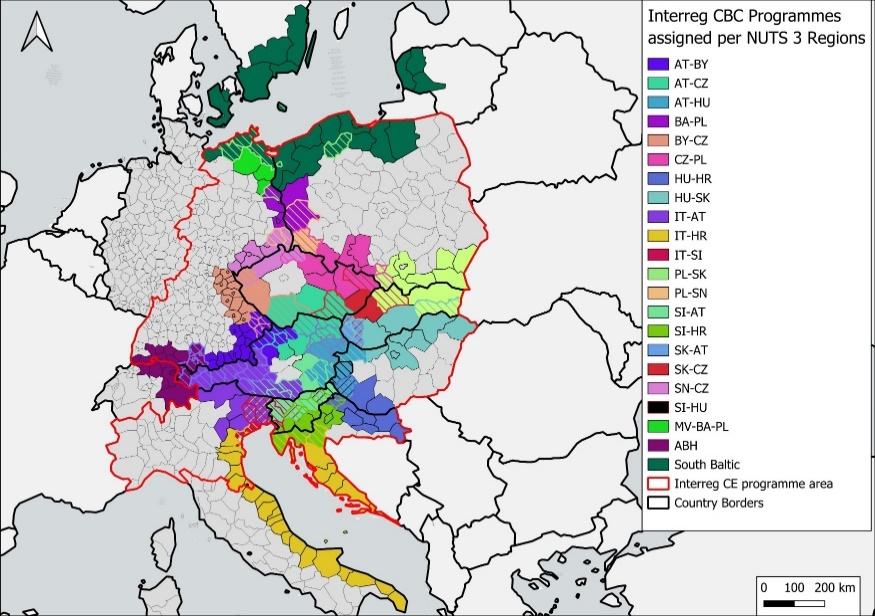 Interreg CBC Programmes
assigned per NUTS 3 Regions
AT-BY
AT-CZ
AT-HU
BA-PL
BY-CZ
CZ-PL
HU-HR
HU-SK
IT-AT
IT-HR
IT-SI
PL-SK
PL-SN
SI-AT
SI-HR
SK-AT
SK-CZ
SN-CZ
SI-HU
MV-BA-PL
ABH
South Baltic
Interreg CE programme area
Country Borders
0 100 200 km